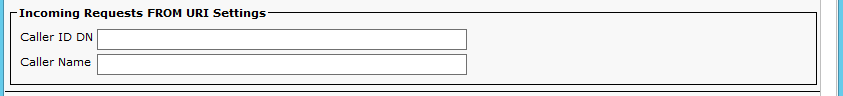 Incoming Requests FROM URI Settings
Caller ID DN
Caller Name